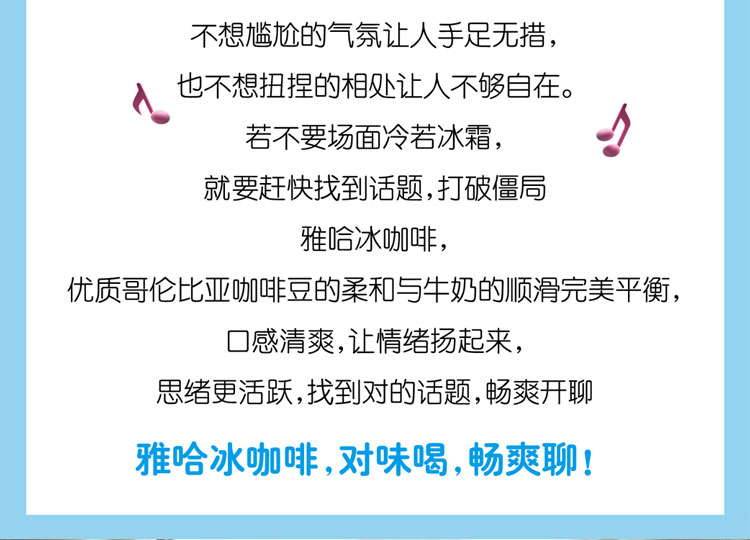 不想尴尬的气氛让人手足无措，
也不想扭捏的相处让人不够自在。
若不要场面冷若冰霜，
就要赶快找到话题，打破僵局
雅哈冰咖啡，
优质哥伦比亚咖啡豆的柔和与牛奶的顺滑完美平衡，
口感清爽，让情绪扬起来，
思绪更活跃，找到对的话题，畅爽开聊
雅哈冰咖啡，对味喝，畅爽聊！